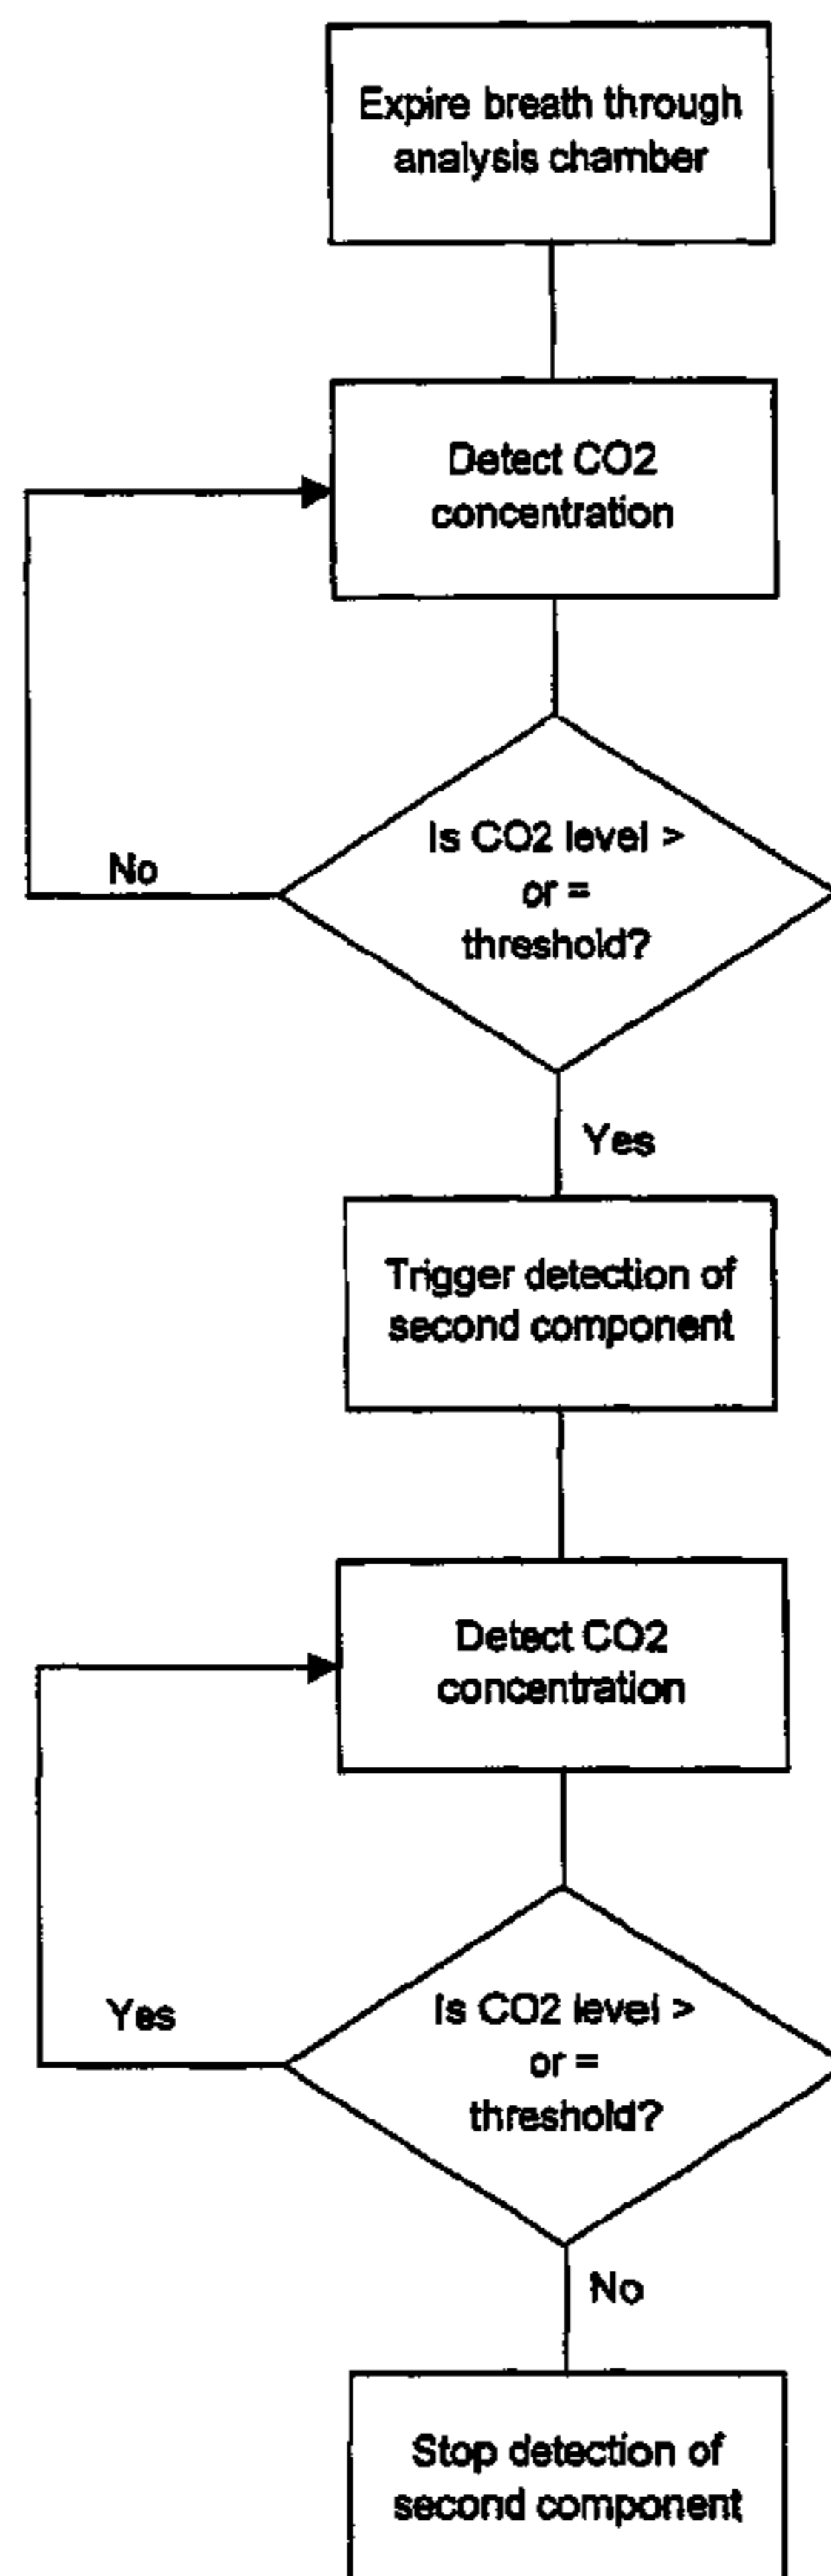 Expire breath through
analysis chamber
Detect CO2
concentration
Is CO2 level >
or =
threshold?
No
Yes
Trigger detection of
second component
Detect CO2
concentration
Is CO2 level >
or =
threshold?
Yes
No
Stop detection of
second component